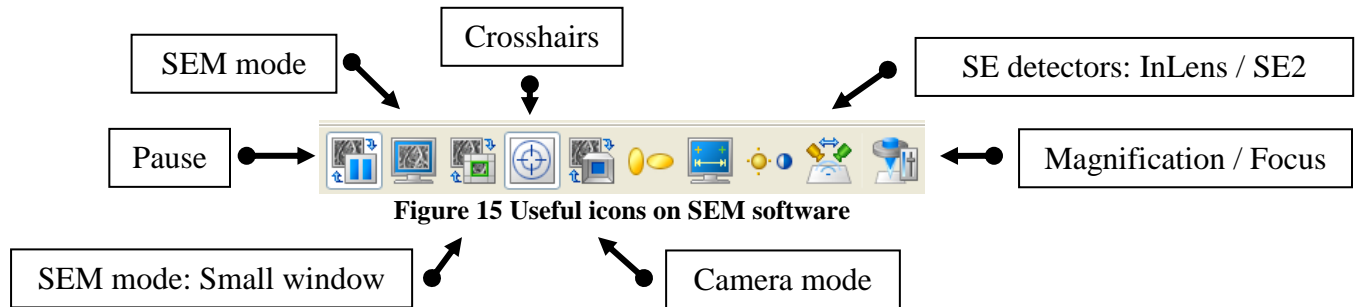 Crosshairs
SEM mode
SE detectors: InLens / SE2
Pause
Magnification / Focus
Figure 15 Useful icons on SEM software
SEM mode: Small window
Camera mode